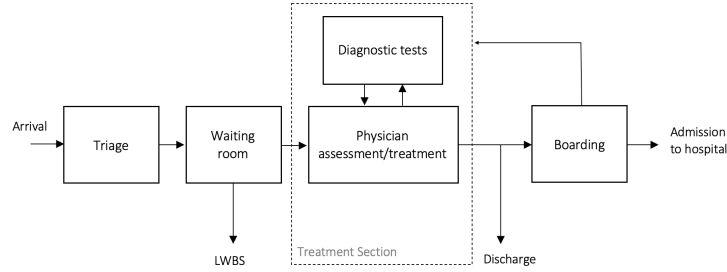 Diagnostic tests
Arrival
Triage
Waiting
room
Physician
assessment/treatment
Boarding
Admission
to hospital
Treatment Section
LWBS
Discharge